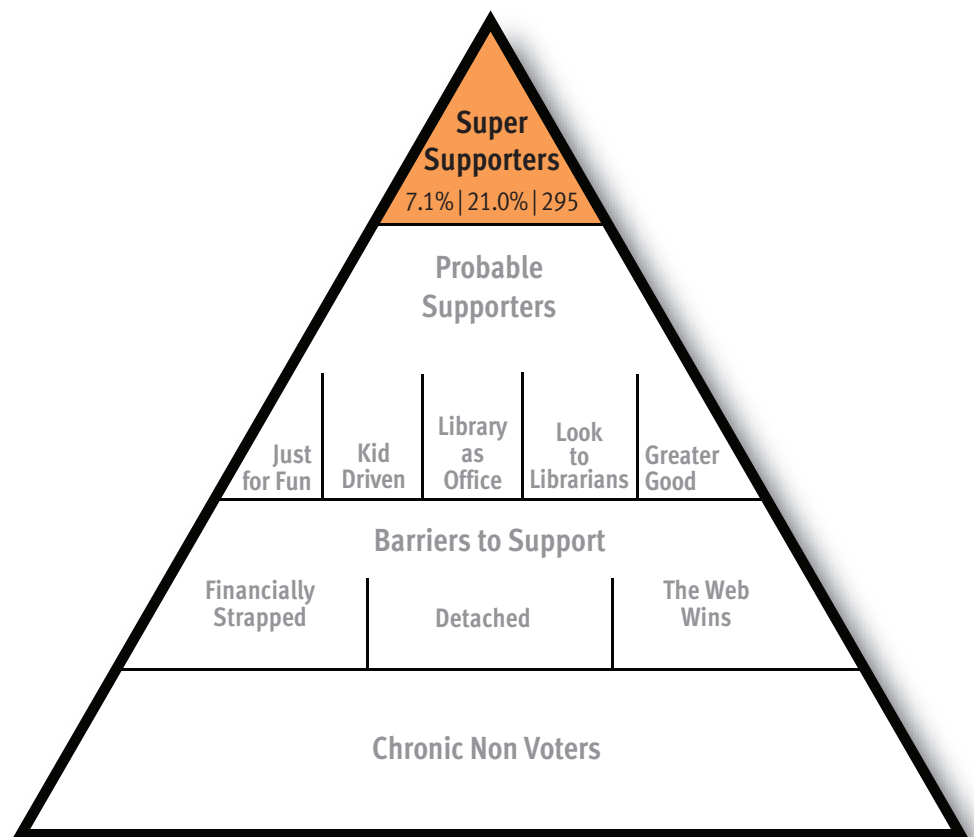 Super
Supporters
7.1%|21.0%|295
Probable
Supporters
Just
for Fun
Kid
Driven
Library
as
Office
Look
to
Librarians
Greater
Good
Barriers to Support
Financially
Strapped
Detached
The Web
Wins
Chronic Non Voters